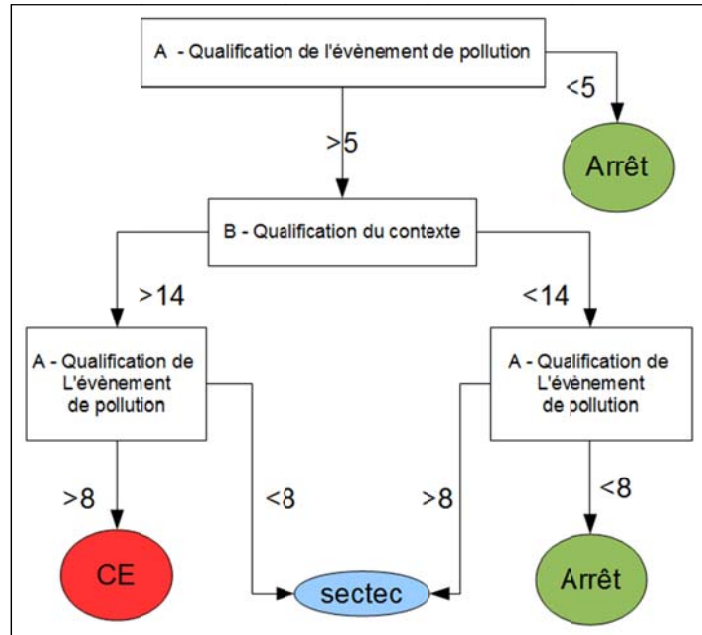 A - Qualification de l'évènement de pollution
<5
>5
Arrêt
B - Qualification du contexte
>14
<14
A - Qualification de
L'évènement
de pollution
A - Qualification de
L'évènement
de pollution
>8
<8
>8
<8
CE
sectec
Arrêt